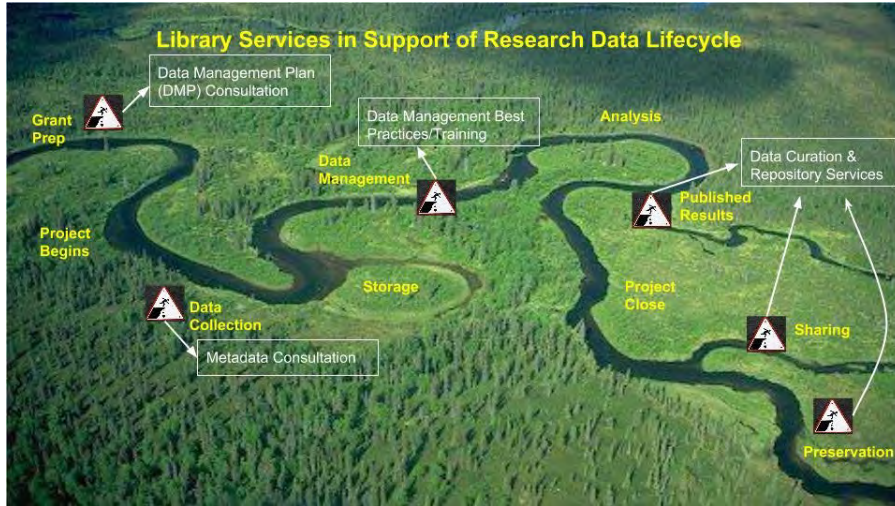 Library Services in Support of Research Data Lifecycle
Data Management Plan
(DMP) Consultation
Grant
Prep
Data Management Best
Practices/Training
Analysis
Data
Management
Data Curation &
Repository Services
Published
Results
Project
Begins
Storage
Project
Close
Data
Collection
Sharing
Metadata Consultation
Preservation